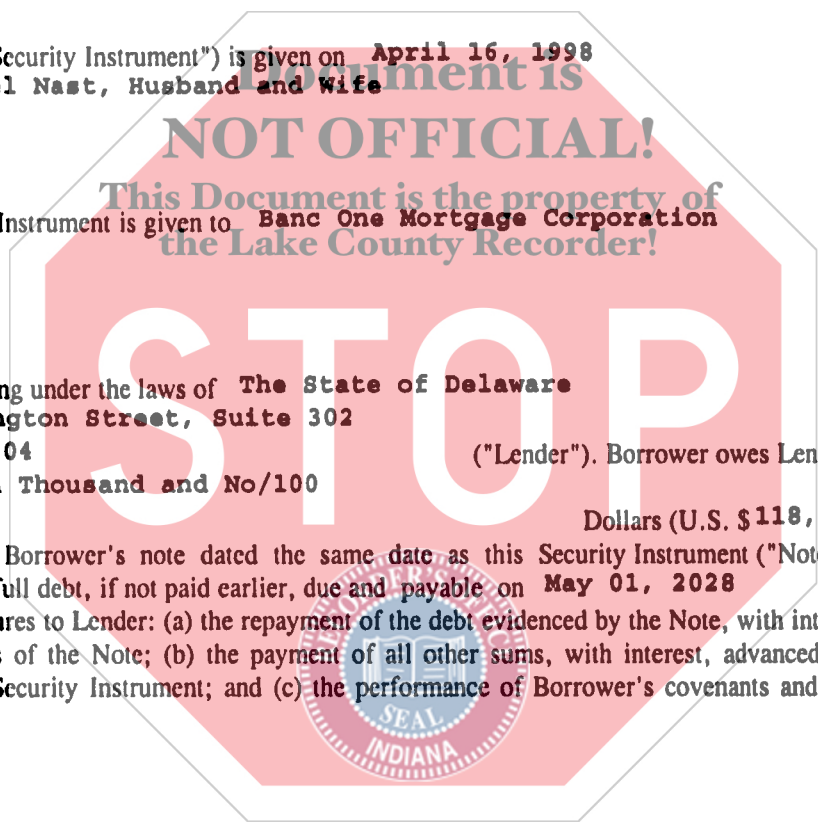 Security Instrument") is given on April 16, 1998
l Nast, Husband and Wife
Document is
NOT OFFICIAL!
This Document is the property of
the Lake County Recorder!
Instrument is given to Banc One Mortgage Corporation
STOP
ng under the laws of The State of Delaware
ngton Street, Suite 302
04 ("Lender"). Borrower owes Len
Thousand and No/100
Dollars (U.S. $118,
Borrower's note dated the same date as this Security Instrument ("Note
full debt, if not paid earlier, due and payable on May 01, 2028
ures to Lender: (a) the repayment of the debt evidenced by the Note, with int
s of the Note; (b) the payment of all other sums, with interest, advanced
Security Instrument; and (c) the performance of Borrower's covenants and
SEAL
INDIANA